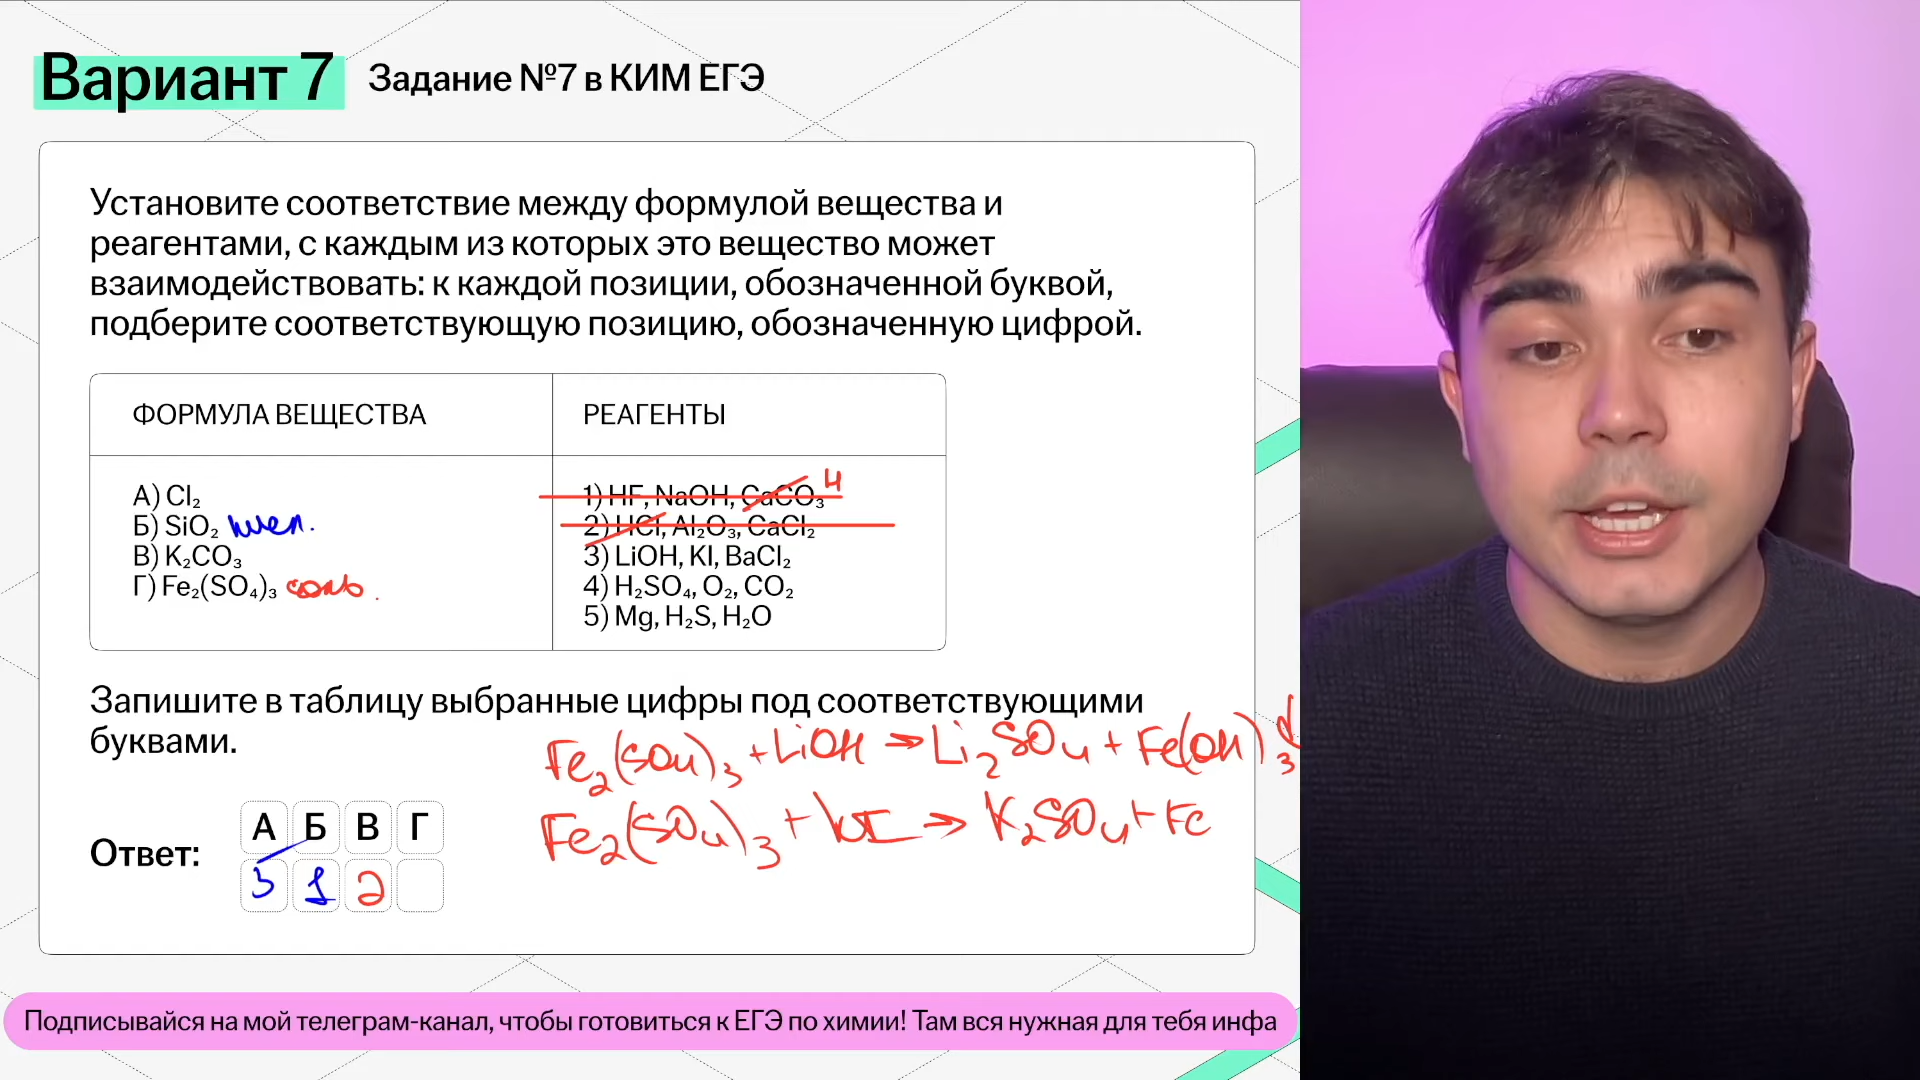 Вариант 7 Задание №7 в КИМ ЕГЭ
Установите соответствие между формулой вещества и
реагентами, с каждым из которых это вещество может
взаимодействовать: к каждой позиции, обозначенной буквой,
подберите соответствующую позицию, обозначенную цифрой.
ФОРМУЛА ВЕЩЕСТВА
А) Cl₂
Б) SiO₂
В) K₂CO₃
Г) Fe₂(SO₄)₃ соль.
РЕАГЕНТЫ
1) HF, NaOH, CaCO₃ 4
2) HCl, Al₂O₃, CaCl₂
3) LiOH, KI, BaCl₂
4) H₂SO₄, O₂, CO₂
5) Mg, H₂S, H₂O
Запишите в таблицу выбранные цифры под соответствующими
буквами.
Fe₂(SO₄)₃ + LiOH → Li₂SO₄ + Fe(OH)₃↓
Fe₂(SO₄)₃ + KI → K₂SO₄ + Fe
Ответ:
А Б В Г
5 1 2
Подписывайся на мой телеграм-канал, чтобы готовиться к ЕГЭ по химии! Там вся нужная для тебя инфа